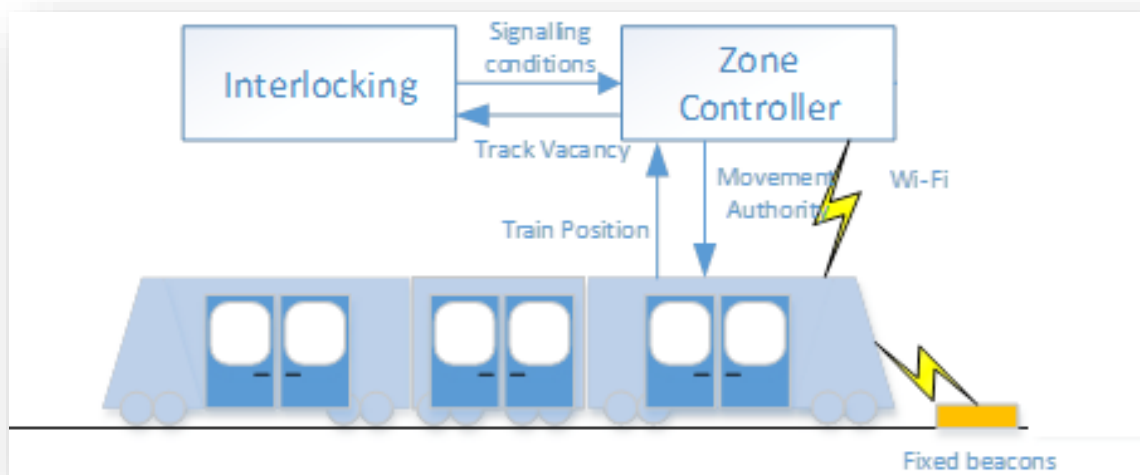 Signalling
conditions
Interlocking
Zone
Controller
Track Vacancy
Movement
Authority
Wi-Fi
Train Position
Fixed beacons